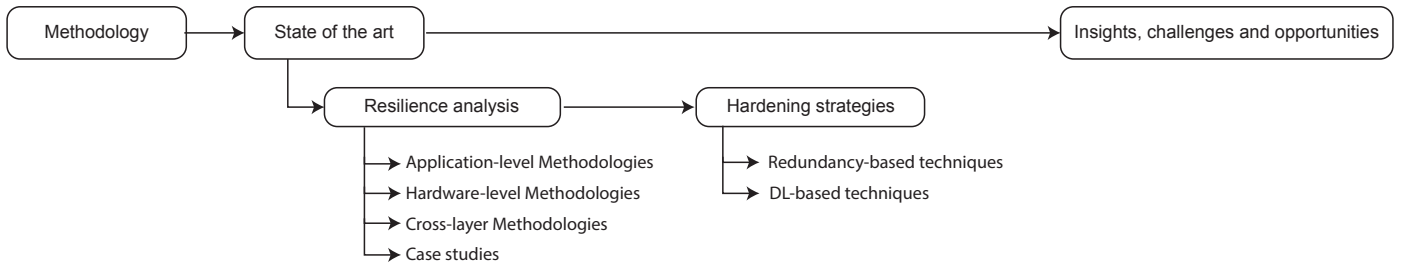 Methodology
State of the art
Insights, challenges and opportunities
Resilience analysis
Hardening strategies
Application-level Methodologies
Hardware-level Methodologies
Cross-layer Methodologies
Case studies
Redundancy-based techniques
DL-based techniques